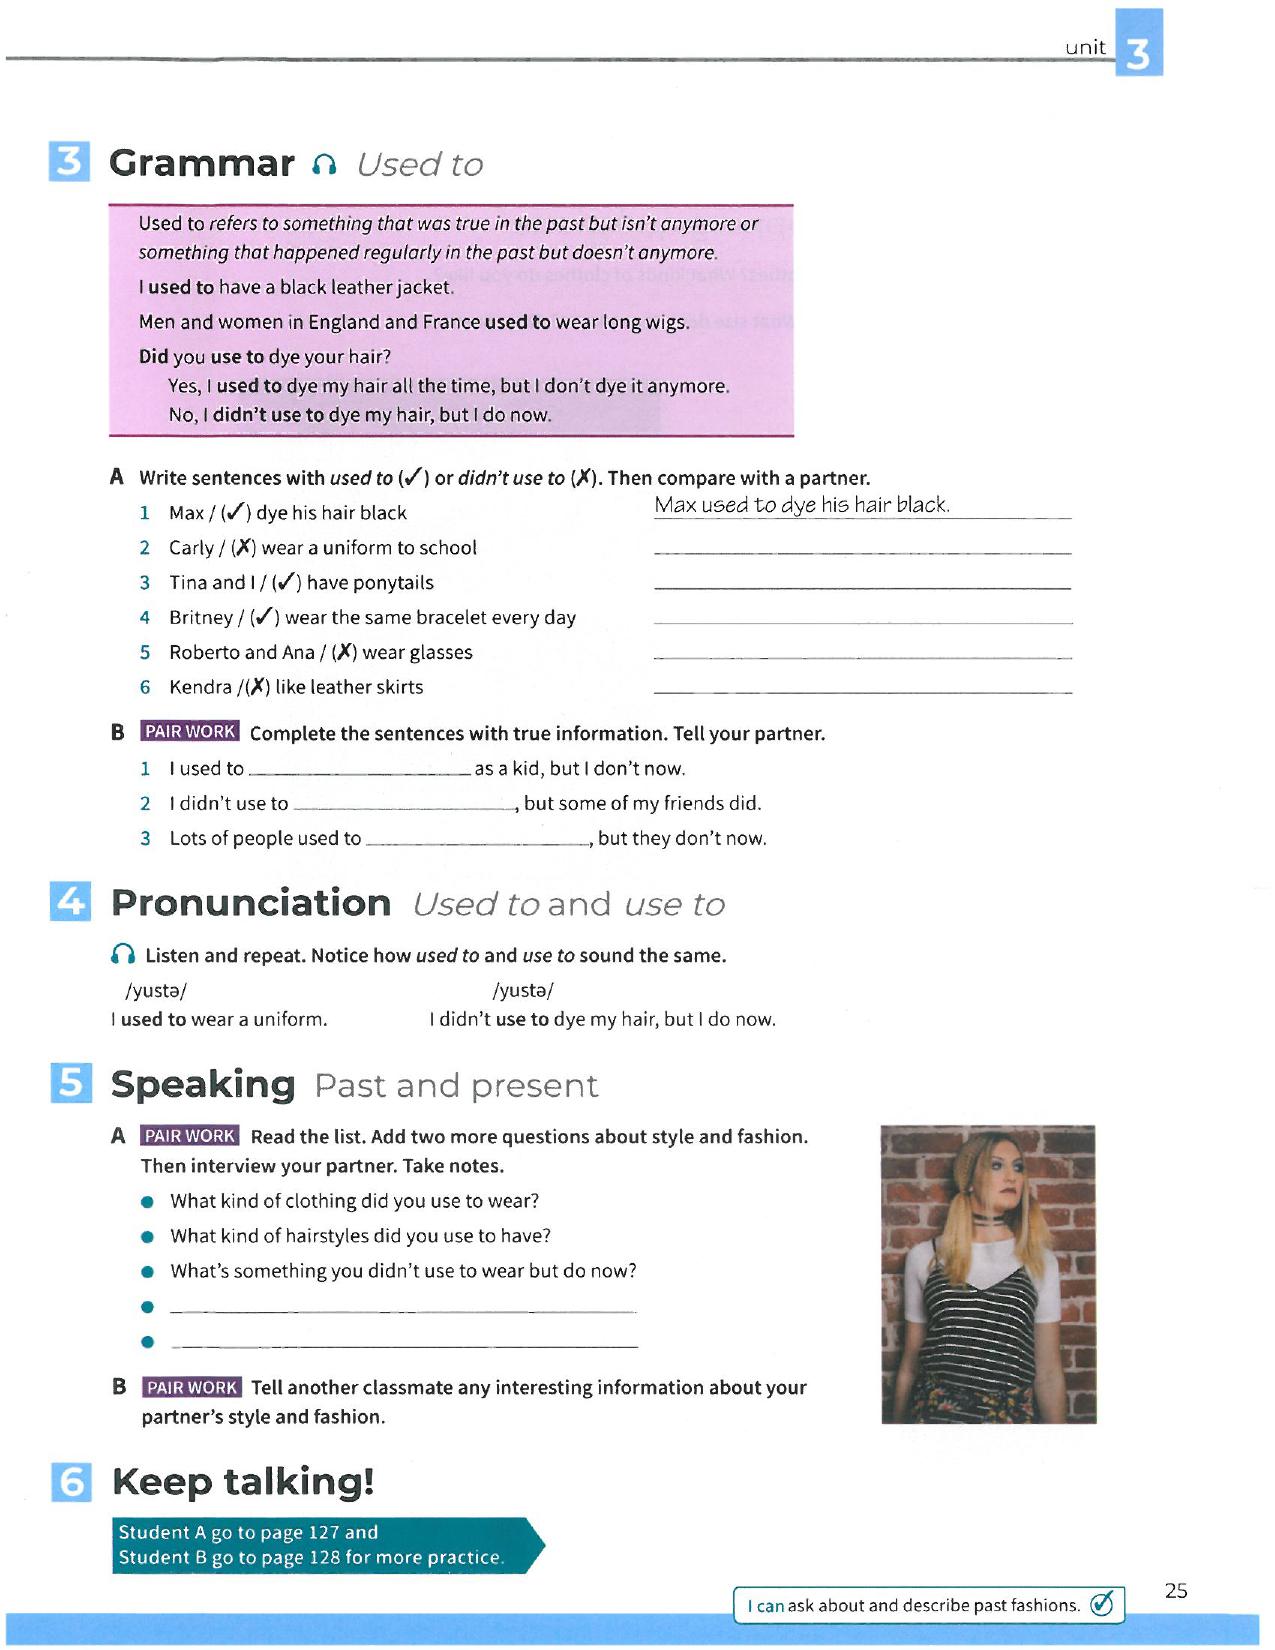 unit 3
3 Grammar Used to
Used to refers to something that was true in the past but isn't anymore or
something that happened regularly in the past but doesn't anymore.
I used to have a black leather jacket.
Men and women in England and France used to wear long wigs.
Did you use to dye your hair?
Yes, I used to dye my hair all the time, but I don't dye it anymore.
No, I didn't use to dye my hair, but I do now.
A Write sentences with used to (✓) or didn't use to (✗). Then compare with a partner.
1 Max / (✓) dye his hair black Max used to dye his hair black.
2 Carly / (✗) wear a uniform to school
3 Tina and I / (✓) have ponytails
4 Britney / (✓) wear the same bracelet every day
5 Roberto and Ana / (✗) wear glasses
6 Kendra /(✗) like leather skirts
B PAIR WORK Complete the sentences with true information. Tell your partner.
1 I used to ____ as a kid, but I don't now.
2 I didn't use to ____, but some of my friends did.
3 Lots of people used to ____, but they don't now.
4 Pronunciation Used to and use to
Listen and repeat. Notice how used to and use to sound the same.
/yustə/ /yustə/
I used to wear a uniform. I didn't use to dye my hair, but I do now.
5 Speaking Past and present
A PAIR WORK Read the list. Add two more questions about style and fashion.
Then interview your partner. Take notes.
● What kind of clothing did you use to wear?
● What kind of hairstyles did you use to have?
● What's something you didn't use to wear but do now?
●
●
B PAIR WORK Tell another classmate any interesting information about your
partner's style and fashion.
6 Keep talking!
Student A go to page 127 and
Student B go to page 128 for more practice.
I can ask about and describe past fashions.
25